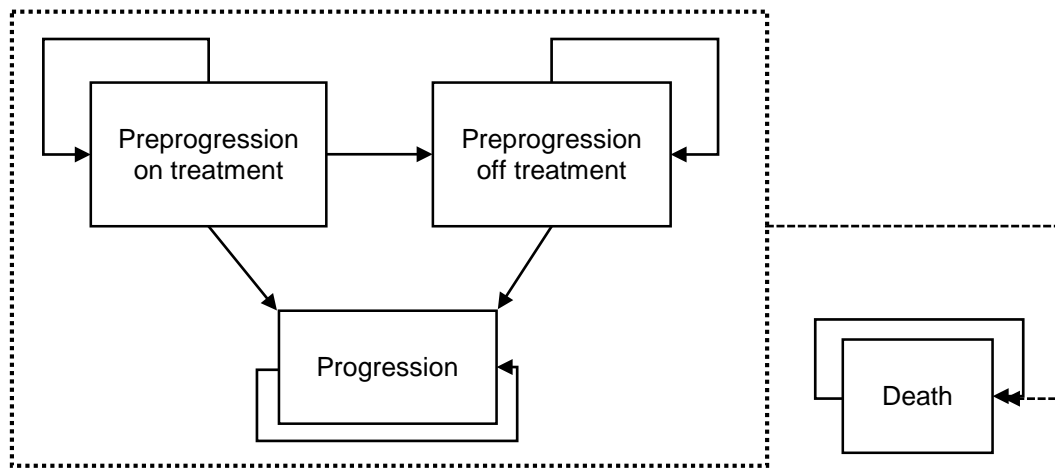 Preprogression
on treatment
Preprogression
off treatment
Progression
Death